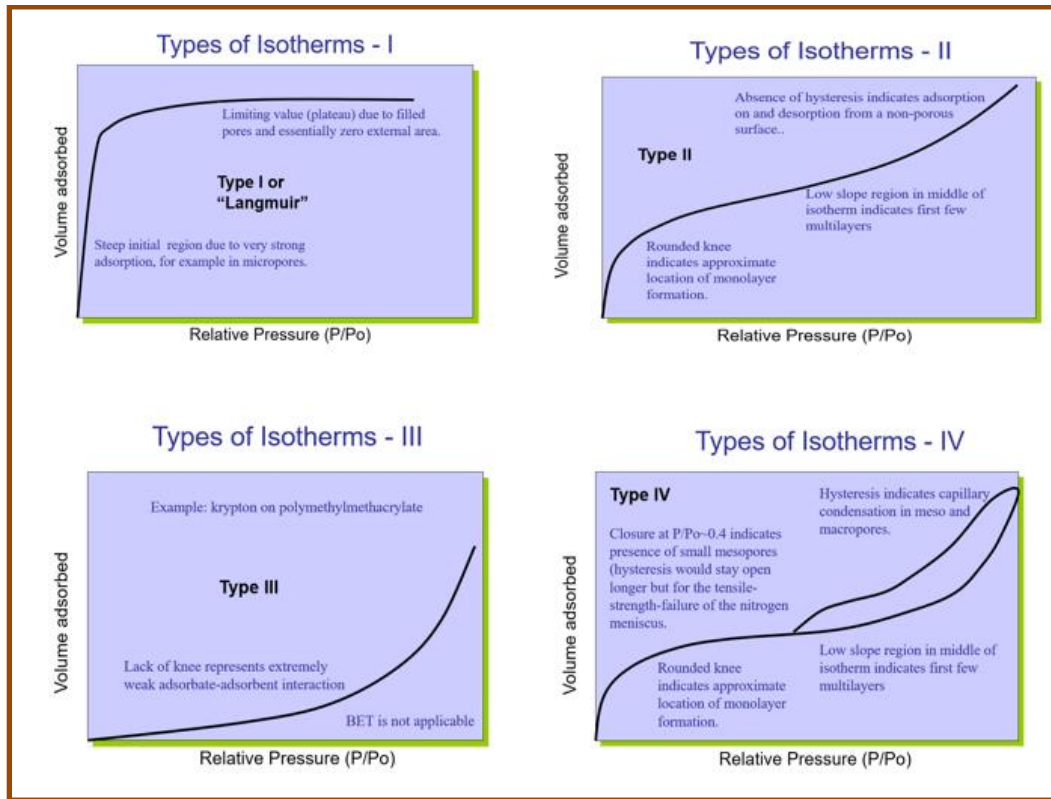 Types of Isotherms - I
Volume adsorbed
Limiting value (plateau) due to filled
pores and essentially zero external area.
Type I or
“Langmuir”
Steep initial region due to very strong
adsorption, for example in micropores.
Relative Pressure (P/Po)
Types of Isotherms - II
Volume adsorbed
Absence of hysteresis indicates adsorption
on and desorption from a non-porous
surface..
Type II
Low slope region in middle of
isotherm indicates first few
multilayers
Rounded knee
indicates approximate
location of monolayer
formation.
Relative Pressure (P/Po)
Types of Isotherms - III
Volume adsorbed
Example: krypton on polymethylmethacrylate
Type III
Lack of knee represents extremely
weak adsorbate-adsorbent interaction
BET is not applicable
Relative Pressure (P/Po)
Types of Isotherms - IV
Volume adsorbed
Type IV
Hysteresis indicates capillary
condensation in meso and
macropores.
Closure at P/Po~0.4 indicates
presence of small mesopores
(hysteresis would stay open
longer but for the tensile-
strength-failure of the nitrogen
meniscus.
Low slope region in middle of
isotherm indicates first few
multilayers
Rounded knee
indicates approximate
location of monolayer
formation.
Relative Pressure (P/Po)